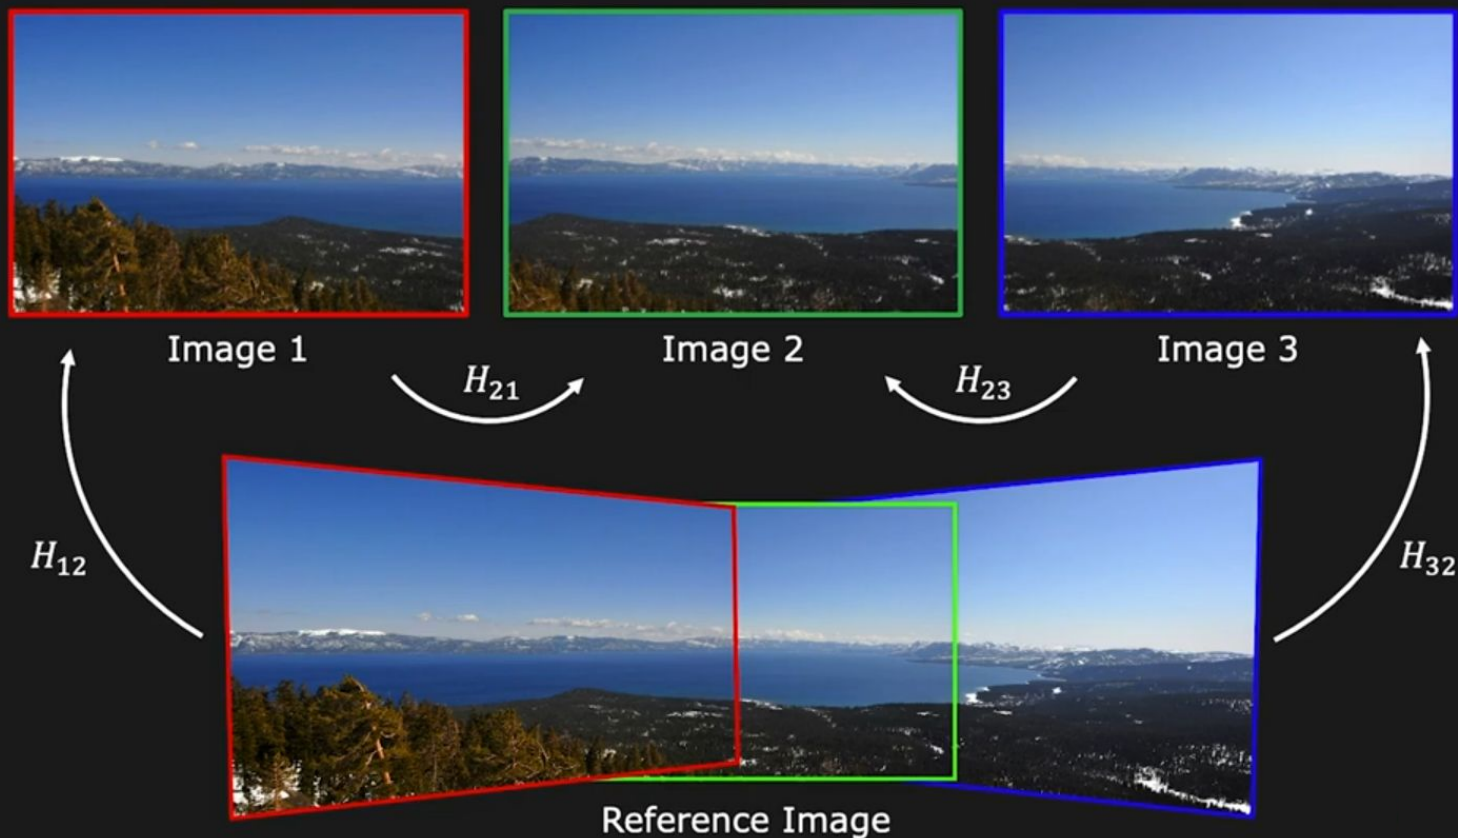 Image 1
Image 2
Image 3
H₂₁
H₂₃
H₁₂
H₃₂
Reference Image